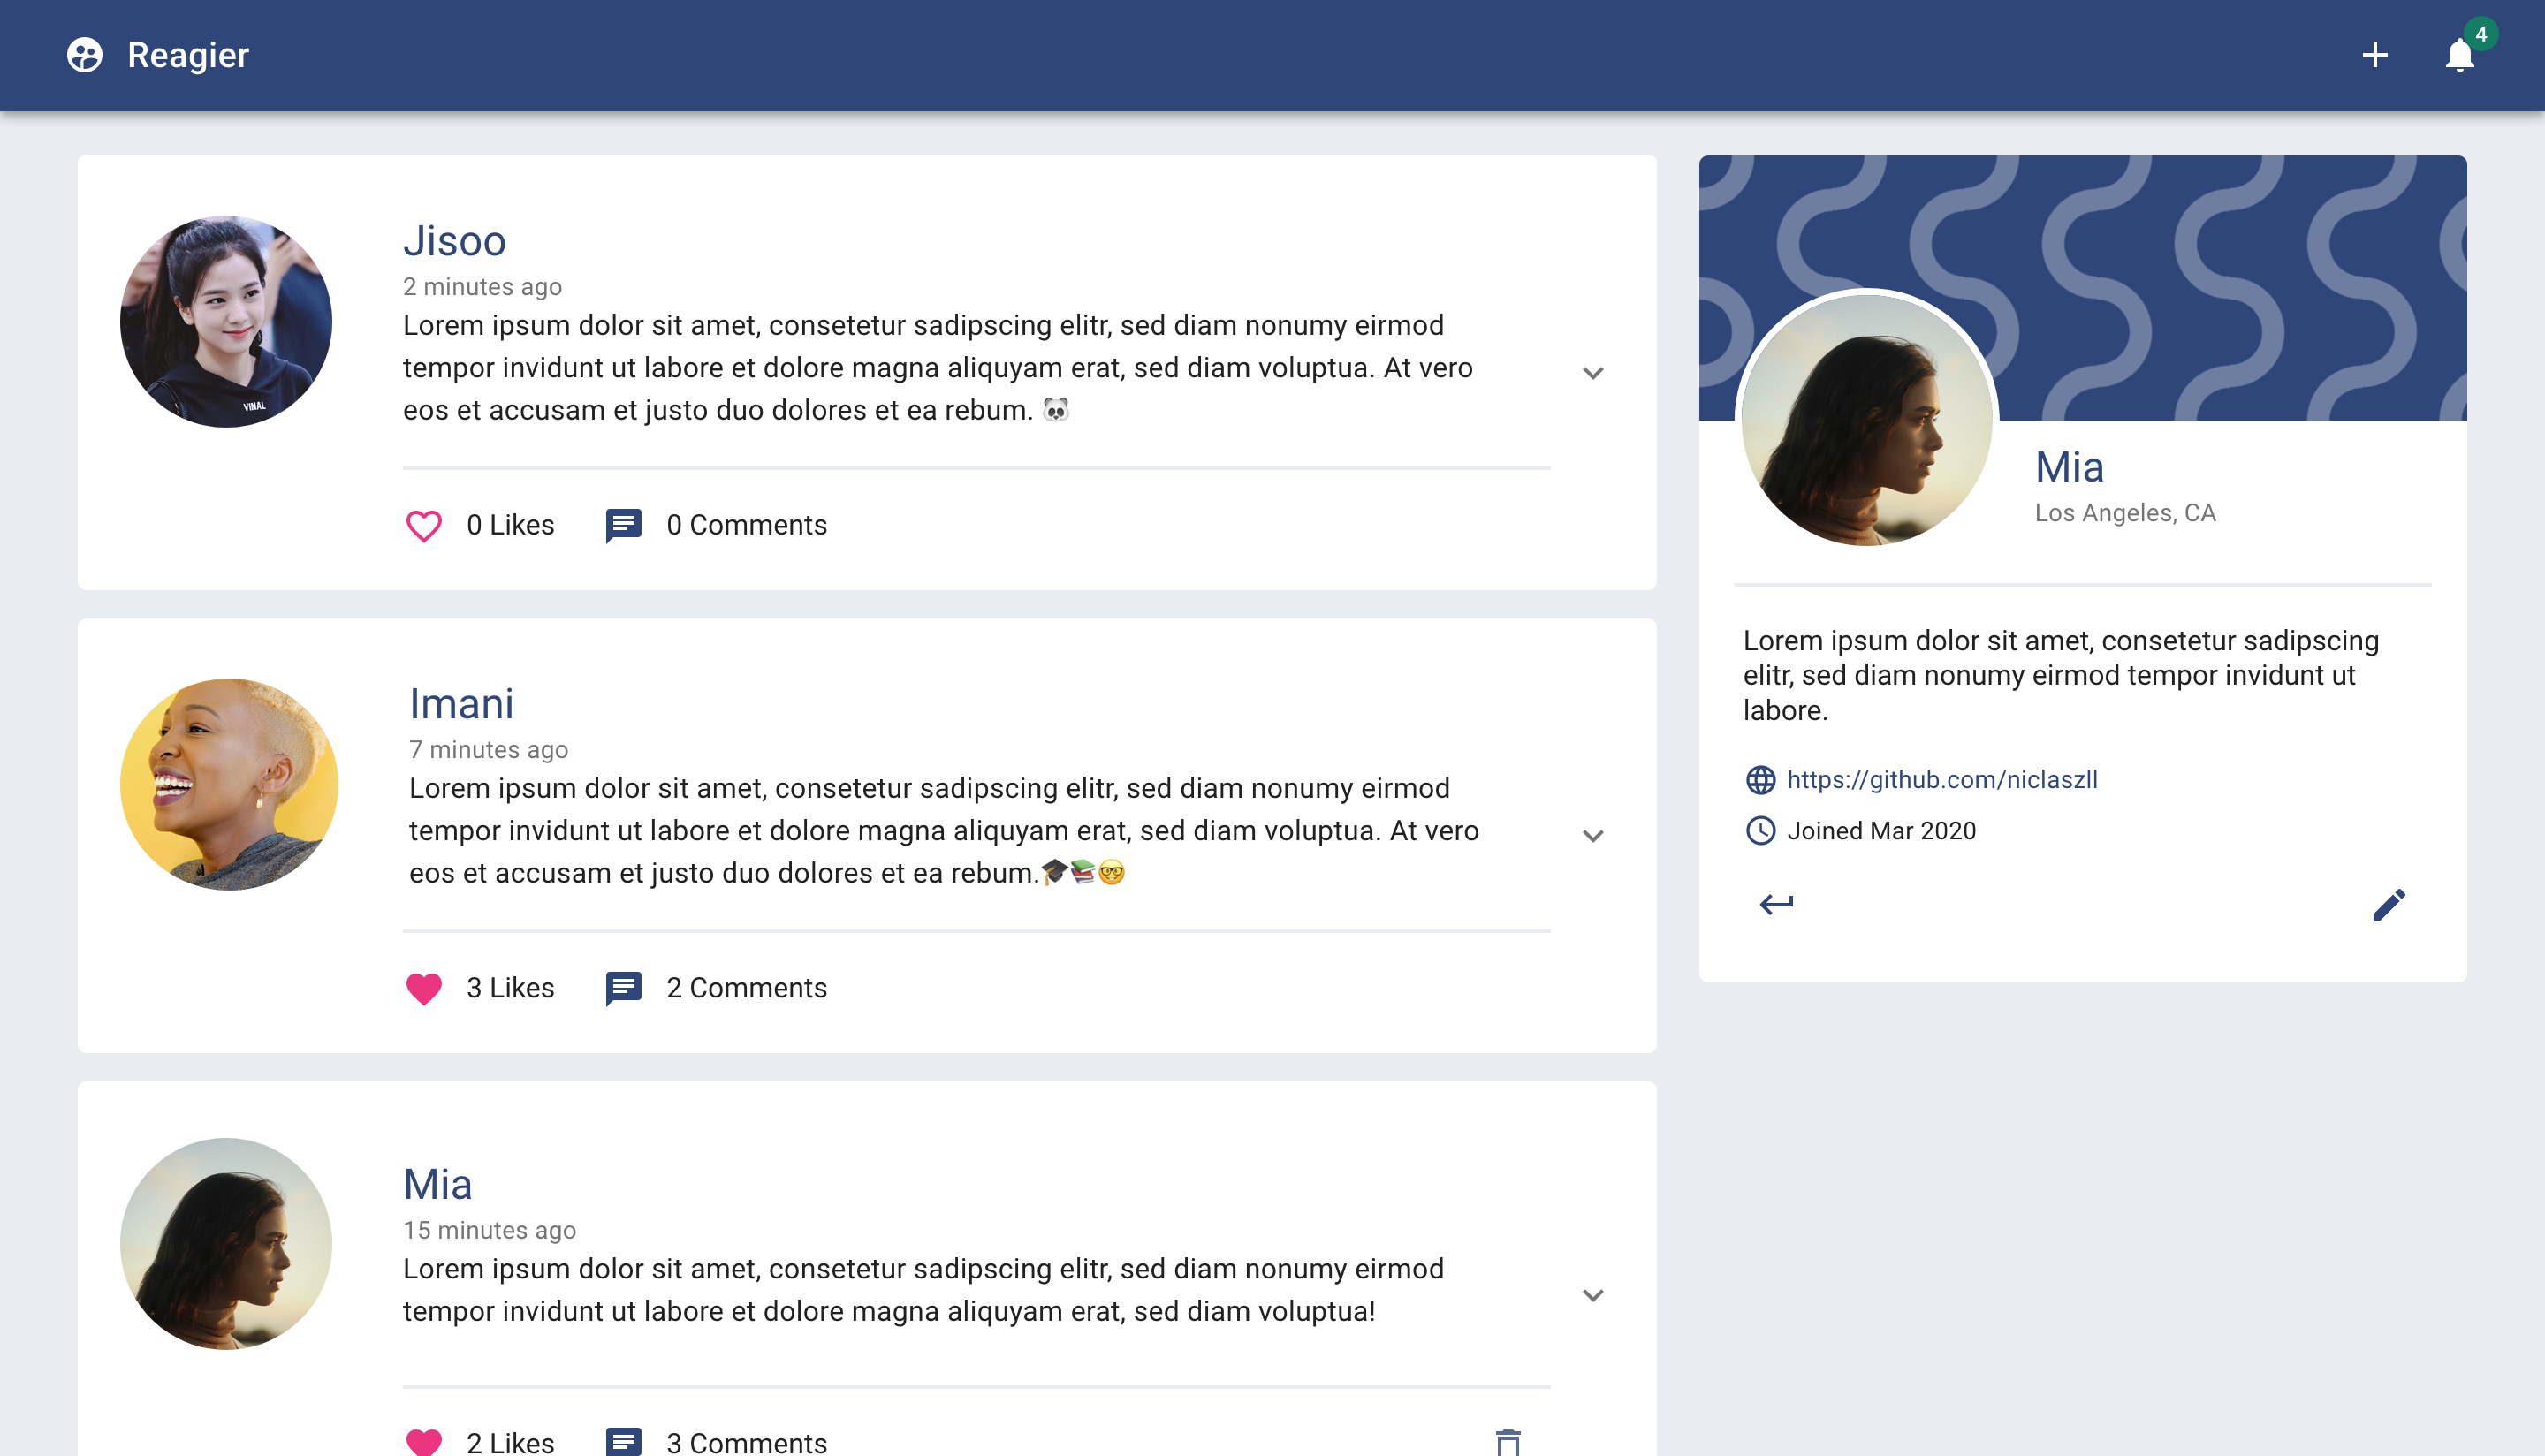 Reagier
4
Jisoo
2 minutes ago
Lorem ipsum dolor sit amet, consetetur sadipscing elitr, sed diam nonumy eirmod
tempor invidunt ut labore et dolore magna aliquyam erat, sed diam voluptua. At vero
eos et accusam et justo duo dolores et ea rebum. 🐼
VINAL
0 Likes
0 Comments
Imani
7 minutes ago
Lorem ipsum dolor sit amet, consetetur sadipscing elitr, sed diam nonumy eirmod
tempor invidunt ut labore et dolore magna aliquyam erat, sed diam voluptua. At vero
eos et accusam et justo duo dolores et ea rebum.🎓📚🤓
3 Likes
2 Comments
Mia
15 minutes ago
Lorem ipsum dolor sit amet, consetetur sadipscing elitr, sed diam nonumy eirmod
tempor invidunt ut labore et dolore magna aliquyam erat, sed diam voluptua!
2 Likes
3 Comments
Mia
Los Angeles, CA
Lorem ipsum dolor sit amet, consetetur sadipscing
elitr, sed diam nonumy eirmod tempor invidunt ut
labore.
https://github.com/niclaszll
Joined Mar 2020